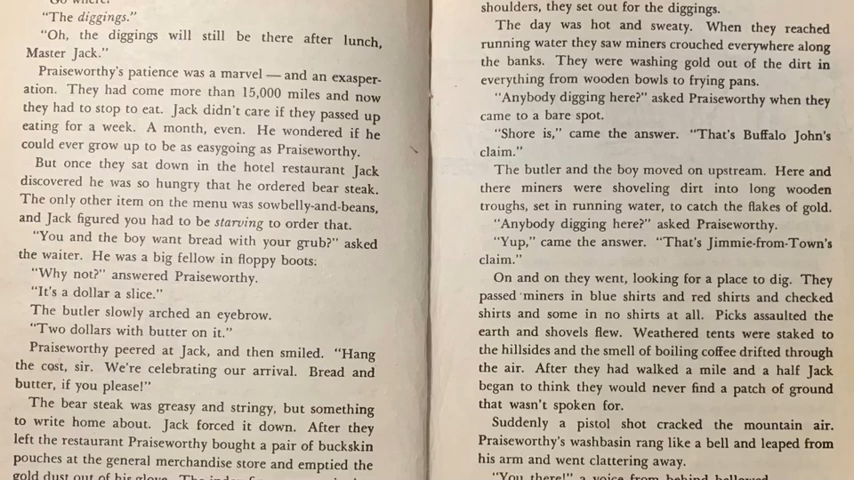 "The diggings."
"Oh, the diggings will still be there after lunch,
Master Jack."
Praiseworthy's patience was a marvel — and an exasper-
ation. They had come more than 15,000 miles and now
they had to stop to eat. Jack didn't care if they passed up
eating for a week. A month, even. He wondered if he
could ever grow up to be as easygoing as Praiseworthy.
But once they sat down in the hotel restaurant Jack
discovered he was so hungry that he ordered bear steak.
The only other item on the menu was sowbelly-and-beans,
and Jack figured you had to be starving to order that.
"You and the boy want bread with your grub?" asked
the waiter. He was a big fellow in floppy boots.
"Why not?" answered Praiseworthy.
"It's a dollar a slice."
The butler slowly arched an eyebrow.
"Two dollars with butter on it."
Praiseworthy peered at Jack, and then smiled. "Hang
the cost, sir. We're celebrating our arrival. Bread and
butter, if you please!"
The bear steak was greasy and stringy, but something
to write home about. Jack forced it down. After they
left the restaurant Praiseworthy bought a pair of buckskin
pouches at the general merchandise store and emptied the
gold dust out of his glove. The
shoulders, they set out for the diggings.
The day was hot and sweaty. When they reached
running water they saw miners crouched everywhere along
the banks. They were washing gold out of the dirt in
everything from wooden bowls to frying pans.
"Anybody digging here?" asked Praiseworthy when they
came to a bare spot.
"Shore is," came the answer. "That's Buffalo John's
claim."
The butler and the boy moved on upstream. Here and
there miners were shoveling dirt into long wooden
troughs, set in running water, to catch the flakes of gold.
"Anybody digging here?" asked Praiseworthy.
"Yup," came the answer. "That's Jimmie-from-Town's
claim."
On and on they went, looking for a place to dig. They
passed miners in blue shirts and red shirts and checked
shirts and some in no shirts at all. Picks assaulted the
earth and shovels flew. Weathered tents were staked to
the hillsides and the smell of boiling coffee drifted through
the air. After they had walked a mile and a half Jack
began to think they would never find a patch of ground
that wasn't spoken for.
Suddenly a pistol shot cracked the mountain air.
Praiseworthy's washbasin rang like a bell and leaped from
his arm and went clattering away.
"You there!" a voice from behind bellowed.